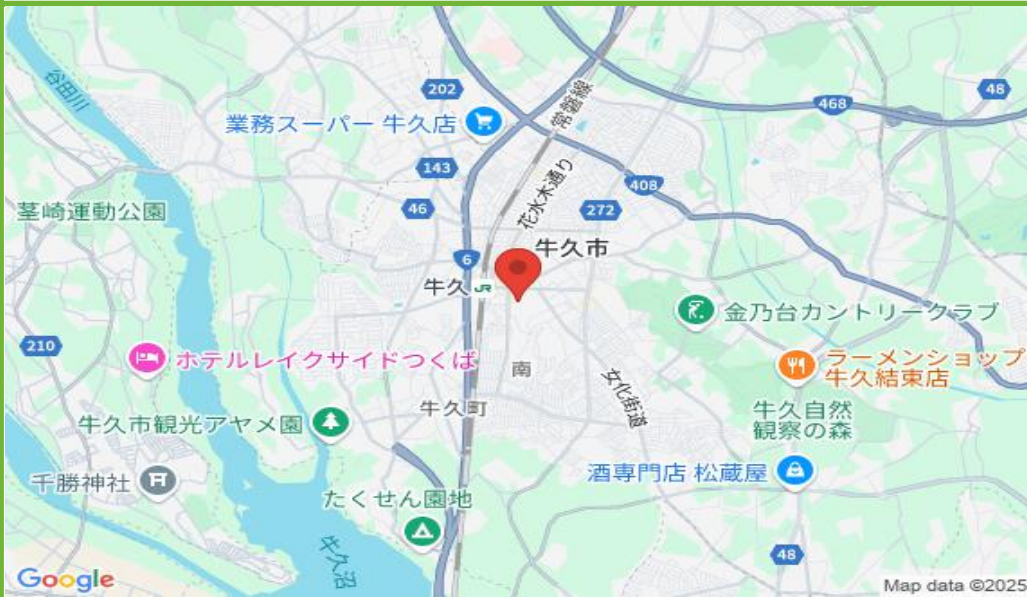 谷田川
202
業務スーパー 牛久店
常磐線
468
48
143
花水木通り
408
茎崎運動公園
46
272
牛久市
6
牛久
JR
金乃台カントリークラブ
210
ホテルレイクサイドつくば
南
ラーメンショップ
牛久結束店
女化街道
牛久町
牛久市観光アヤメ園
牛久自然
観察の森
千勝神社
酒専門店 松蔵屋
たくせん園地
牛久沼
48
Google
Map data ©2025